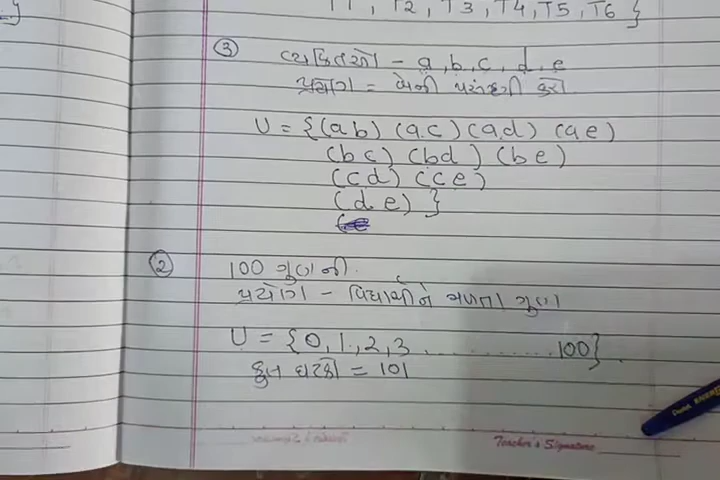 T1, T2, T3, T4, T5, T6 }
③ વ્યક્તિઓ - a, b, c, d, e
પ્રયોગ = બેની પસંદગી કરો
U = {(a b) (a.c) (a,d) (a e)
(b c) (bd) (b e)
(c d) (c e)
(d. e) }
② 100 ગુણની.
પ્રયોગ - વિદ્યાર્થીને મળતા ગુણ
U = {0, 1, 2, 3 .......... 100}.
કુલ ઘટકો = 101
Teacher's Signature